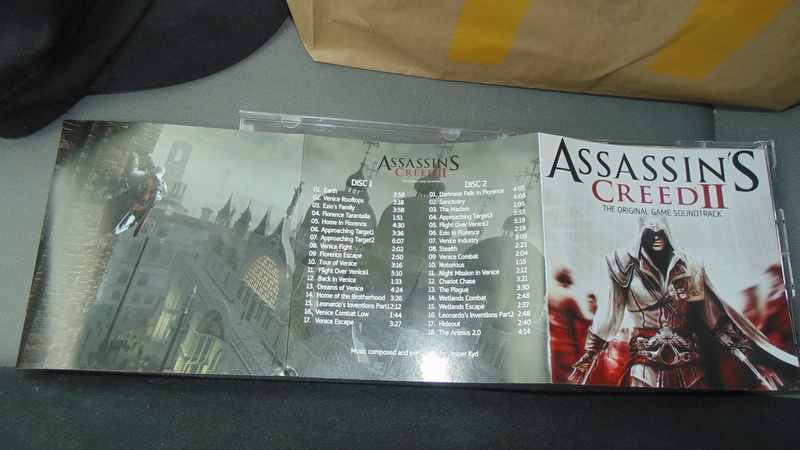 ASSASSIN'S
CREED II
DISC 1
01. Earth 3:58
02. Venice Rooftops 3:18
03. Ezio's Family 3:58
04. Florence Tarantella 1:51
05. Home in Florence 4:30
06. Approaching Target1 3:36
07. Approaching Target2 6:07
08. Venice Fight 2:02
09. Florence Escape 2:50
10. Tour of Venice 3:16
11. Flight Over Venice1 5:10
12. Back in Venice 1:33
13. Dreams of Venice 4:24
14. Home of the Brotherhood 3:26
15. Leonardo's Inventions Part1 2:12
16. Venice Combat Low 1:44
17. Venice Escape 3:27
DISC 2
01. Darkness Falls In Florence 4:05
02. Sanctuary 4:06
03. The Madam 1:05
04. Approaching Target3 5:53
05. Flight Over Venice2 5:19
06. Ezio In Florence 2:19
07. Venice Industry 3:09
08. Stealth 2:23
09. Venice Combat 2:04
10. Notorious 1:15
11. Night Mission In Venice 2:12
12. Chariot Chase 3:21
13. The Plague 3:30
14. Wetlands Combat 2:48
15. Wetlands Escape 2:37
16. Leonardo's Inventions Part2 2:48
17. Hideout 2:40
18. The Animus 2.0 4:14
Music composed and by Jesper Kyd
ASSASSIN'S
CREED II
THE ORIGINAL GAME SOUNDTRACK